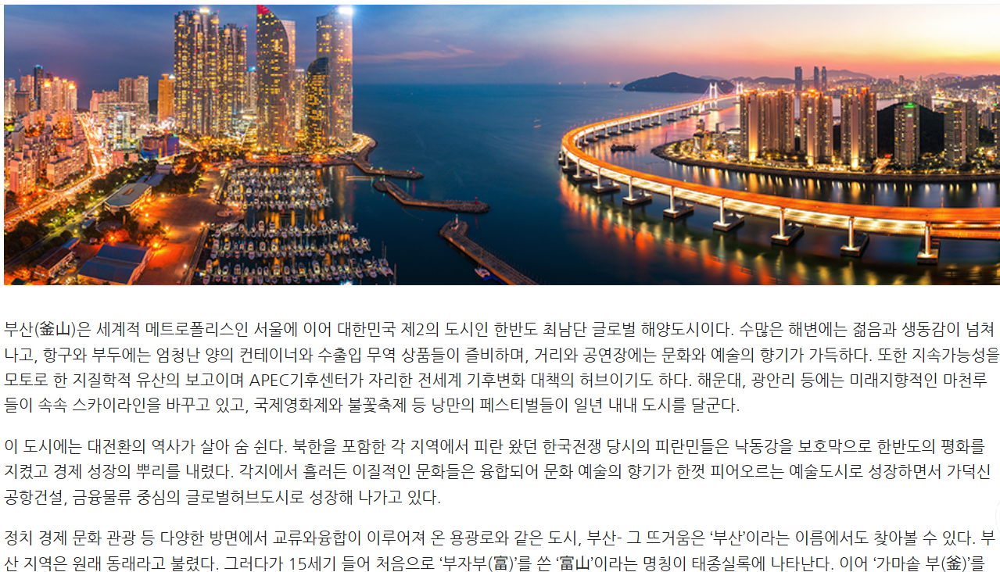 부산(釜山)은 세계적 메트로폴리스인 서울에 이어 대한민국 제2의 도시인 한반도 최남단 글로벌 해양도시이다. 수많은 해변에는 젊음과 생동감이 넘쳐
나고, 항구와 부두에는 엄청난 양의 컨테이너와 수출입 무역 상품들이 즐비하며, 거리와 공연장에는 문화와 예술의 향기가 가득하다. 또한 지속가능성을
모토로 한 지질학적 유산의 보고이며 APEC기후센터가 자리한 전세계 기후변화 대책의 허브이기도 하다. 해운대, 광안리 등에는 미래지향적인 마천루
들이 속속 스카이라인을 바꾸고 있고, 국제영화제와 불꽃축제 등 낭만의 페스티벌들이 일년 내내 도시를 달군다.
이 도시에는 대전환의 역사가 살아 숨 쉰다. 북한을 포함한 각 지역에서 피란 왔던 한국전쟁 당시의 피란민들은 낙동강을 보호막으로 한반도의 평화를
지켰고 경제 성장의 뿌리를 내렸다. 각지에서 흘러든 이질적인 문화들은 융합되어 문화 예술의 향기가 한껏 피어오르는 예술도시로 성장하면서 가덕신
공항건설, 금융물류 중심의 글로벌허브도시로 성장해 나가고 있다.
정치 경제 문화 관광 등 다양한 방면에서 교류와융합이 이루어져 온 용광로와 같은 도시, 부산- 그 뜨거움은 ‘부산’이라는 이름에서도 찾아볼 수 있다. 부
산 지역은 원래 동래라고 불렸다. 그러다가 15세기 들어 처음으로 ‘부자부(富)’를 쓴 ‘富山’이라는 명칭이 태종실록에 나타난다. 이어 ‘가마솥 부(釜)’를